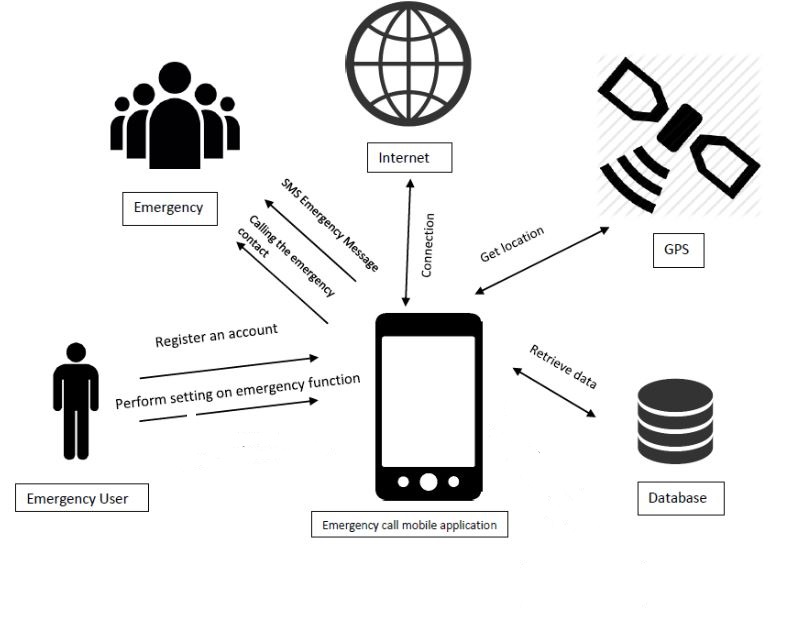 Internet
Emergency
GPS
SMS Emergency Message
Calling the emergency
contact
Connection
Get location
Register an account
Perform setting on emergency function
Retrieve data
Emergency User
Database
Emergency call mobile application